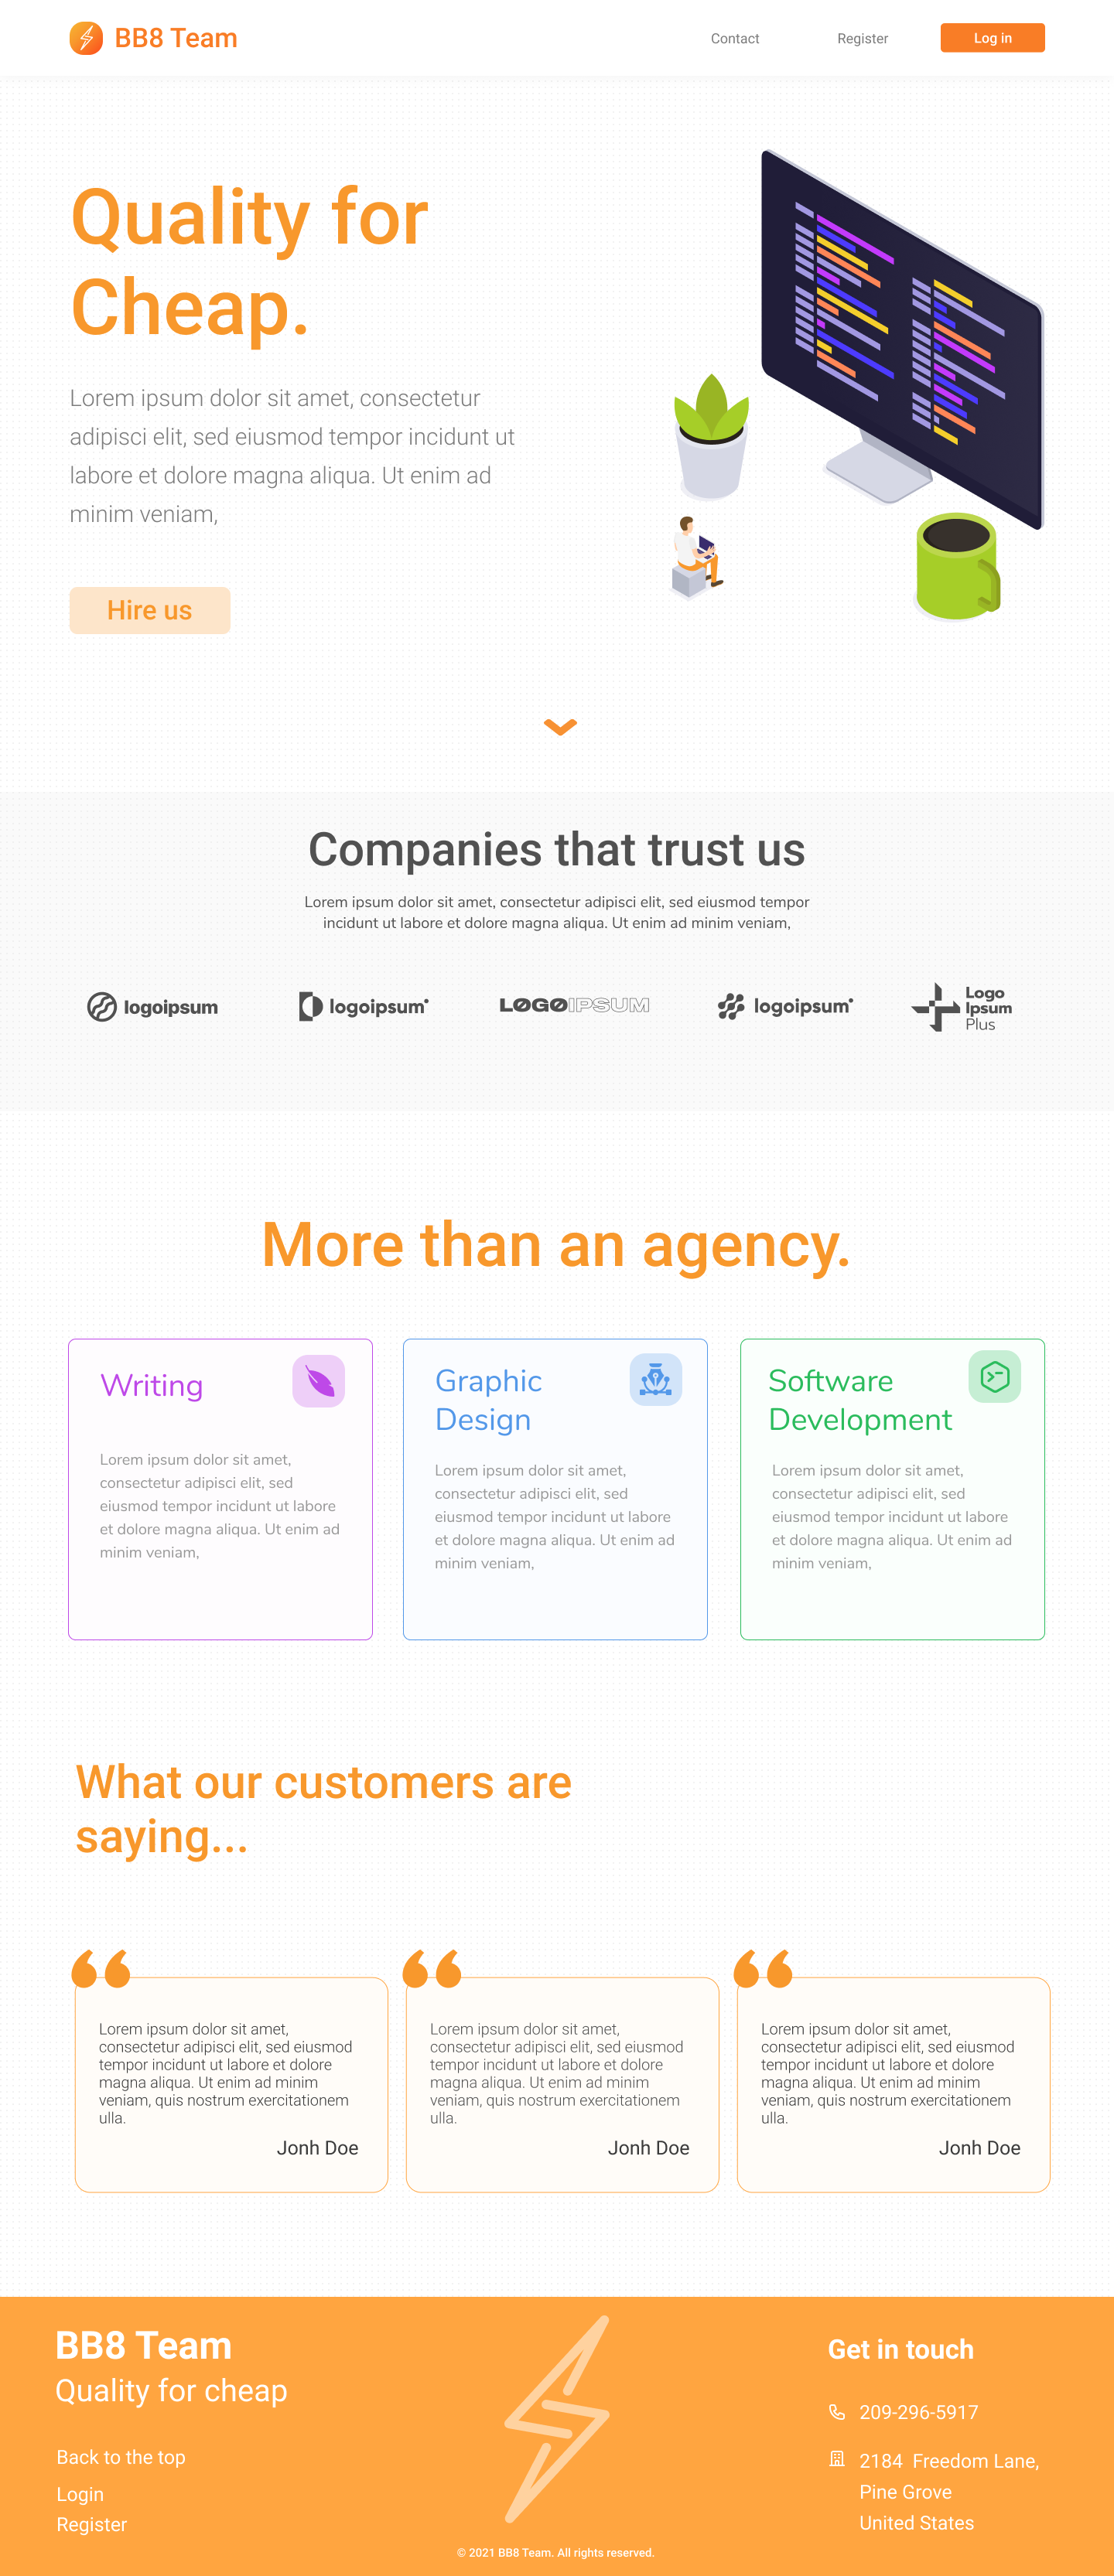 BB8 Team
Contact
Register
Log in
Quality for
Cheap.
Lorem ipsum dolor sit amet, consectetur
adipisci elit, sed eiusmod tempor incidunt ut
labore et dolore magna aliqua. Ut enim ad
minim veniam,
Hire us
Companies that trust us
Lorem ipsum dolor sit amet, consectetur adipisci elit, sed eiusmod tempor
incidunt ut labore et dolore magna aliqua. Ut enim ad minim veniam,
logoipsum
logoipsum
LOGOIPSUM
logoipsum
Logo
Ipsum
Plus
More than an agency.
Writing
Lorem ipsum dolor sit amet,
consectetur adipisci elit, sed
eiusmod tempor incidunt ut labore
et dolore magna aliqua. Ut enim ad
minim veniam,
Graphic
Design
Lorem ipsum dolor sit amet,
consectetur adipisci elit, sed
eiusmod tempor incidunt ut labore
et dolore magna aliqua. Ut enim ad
minim veniam,
Software
Development
Lorem ipsum dolor sit amet,
consectetur adipisci elit, sed
eiusmod tempor incidunt ut labore
et dolore magna aliqua. Ut enim ad
minim veniam,
What our customers are
saying...
Lorem ipsum dolor sit amet,
consectetur adipisci elit, sed eiusmod
tempor incidunt ut labore et dolore
magna aliqua. Ut enim ad minim
veniam, quis nostrum exercitationem
ulla.
Jonh Doe
Lorem ipsum dolor sit amet,
consectetur adipisci elit, sed eiusmod
tempor incidunt ut labore et dolore
magna aliqua. Ut enim ad minim
veniam, quis nostrum exercitationem
ulla.
Jonh Doe
Lorem ipsum dolor sit amet,
consectetur adipisci elit, sed eiusmod
tempor incidunt ut labore et dolore
magna aliqua. Ut enim ad minim
veniam, quis nostrum exercitationem
ulla.
Jonh Doe
BB8 Team
Quality for cheap
Back to the top
Login
Register
© 2021 BB8 Team. All rights reserved.
Get in touch
209-296-5917
2184 Freedom Lane,
Pine Grove
United States